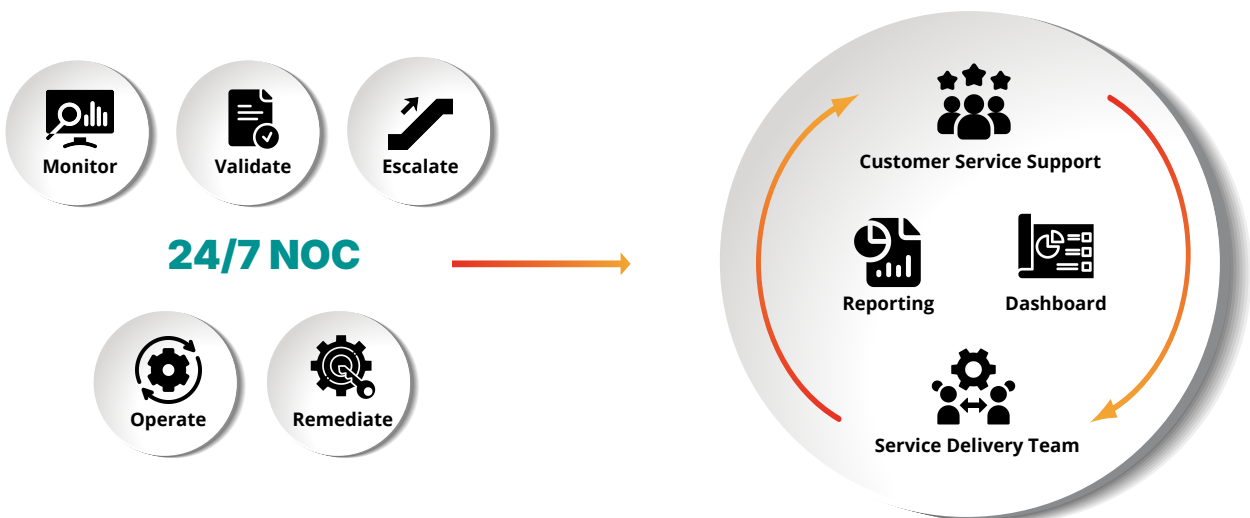 Monitor
Validate
Escalate
24/7 NOC
Operate
Remediate
Customer Service Support
Reporting
Dashboard
Service Delivery Team